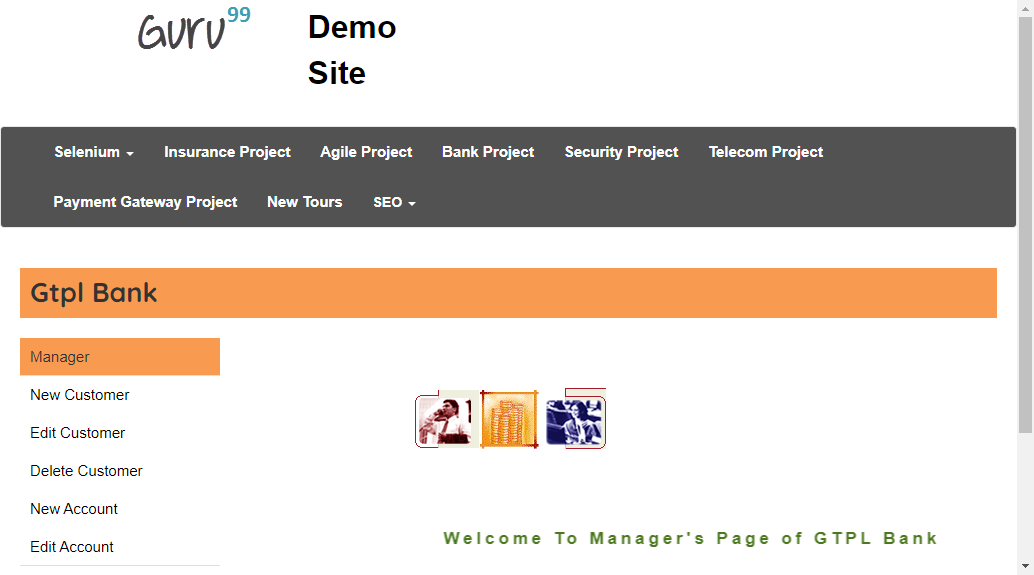 Guru99
Demo
Site
Selenium Insurance Project Agile Project Bank Project Security Project Telecom Project
Payment Gateway Project New Tours SEO
Gtpl Bank
Manager
New Customer
Edit Customer
Delete Customer
New Account
Edit Account
Welcome To Manager's Page of GTPL Bank